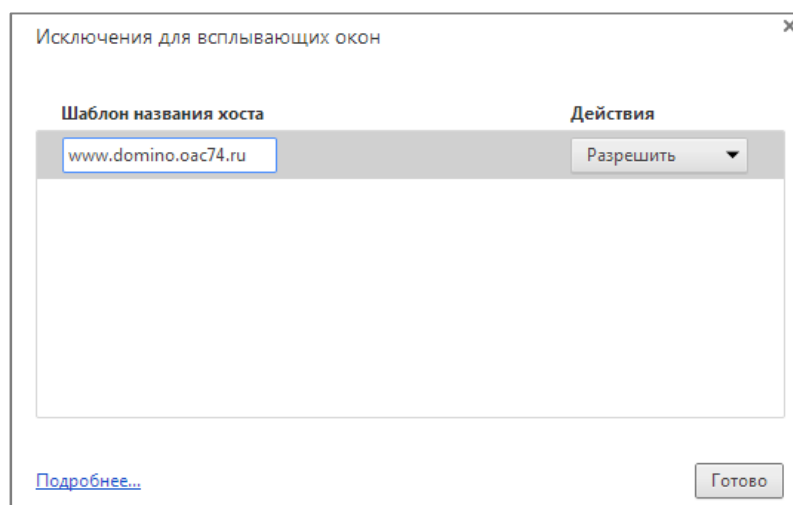 Исключения для всплывающих окон
Шаблон названия хоста Действия
www.domino.oac74.ru Разрешить
Подробнее... Готово